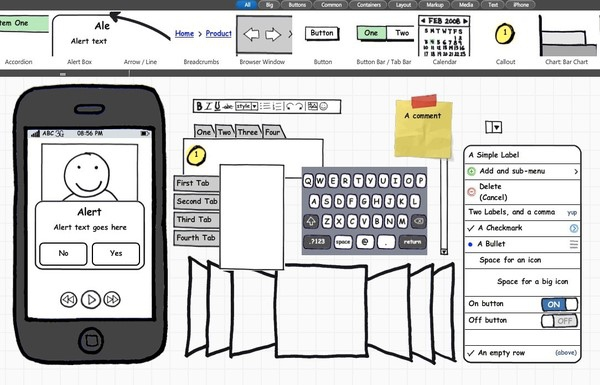 All Big Buttons Common Containers Layout Markup Media Text iPhone
em One
Ale
Alert text
Home > Product
Button
One Two
FEB 2008
S M T W T F S
1
Accordion Alert Box Arrow / Line Breadcrumbs Browser Window Button Button Bar / Tab Bar Calendar Callout Chart: Bar Chart
ABC 3G 08:56 PM
Alert
Alert text goes here
No Yes
B I U abc style
One Two Three Four
1
First Tab
Second Tab
Third Tab
Fourth Tab
Q W E R T Y U I O P
A S D F G H J K L
Z X C V B N M
.?123 space @ . return
A comment
A Simple Label
Add and sub-menu
Delete
(Cancel)
Two Labels, and a comma yup
A Checkmark
A Bullet
Space for an icon
Space for a big icon
On button ON
Off button OFF
An empty row (above)